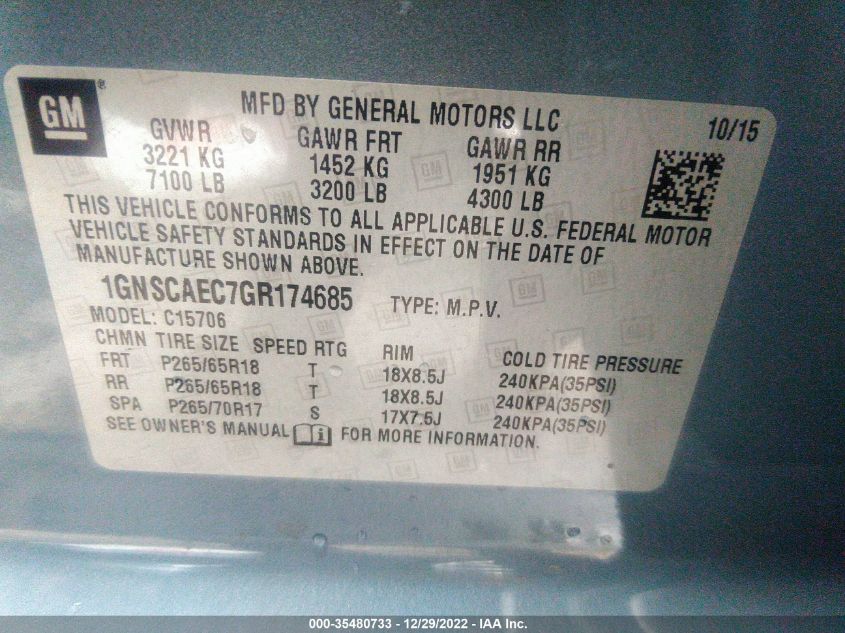 GM ® MFD BY GENERAL MOTORS LLC 10/15
GVWR GAWR FRT GAWR RR
3221 KG 1452 KG 1951 KG
7100 LB 3200 LB 4300 LB
THIS VEHICLE CONFORMS TO ALL APPLICABLE U.S. FEDERAL MOTOR
VEHICLE SAFETY STANDARDS IN EFFECT ON THE DATE OF
MANUFACTURE SHOWN ABOVE.
1GNSCAEC7GR174685 TYPE: M.P.V.
MODEL: C15706
CHMN TIRE SIZE SPEED RTG RIM COLD TIRE PRESSURE
FRT P265/65R18 T 18X8.5J 240KPA(35PSI)
RR P265/65R18 T 18X8.5J 240KPA(35PSI)
SPA P265/70R17 S 17X7.5J 240KPA(35PSI)
SEE OWNER'S MANUAL FOR MORE INFORMATION.
000-35480733 - 12/29/2022 - IAA Inc.